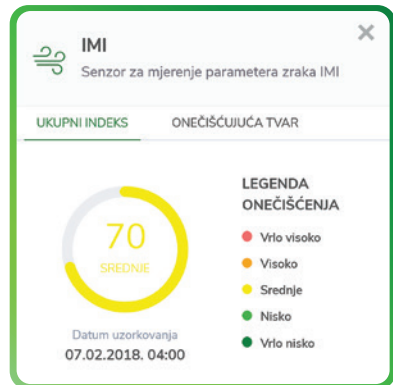 IMI
Senzor za mjerenje parametera zraka IMI
UKUPNI INDEKS
ONEČIŠĆUJUĆA TVAR
70
SREDNJE
Datum uzorkovanja
07.02.2018. 04:00
LEGENDA
ONEČIŠĆENJA
Vrlo visoko
Visoko
Srednje
Nisko
Vrlo nisko